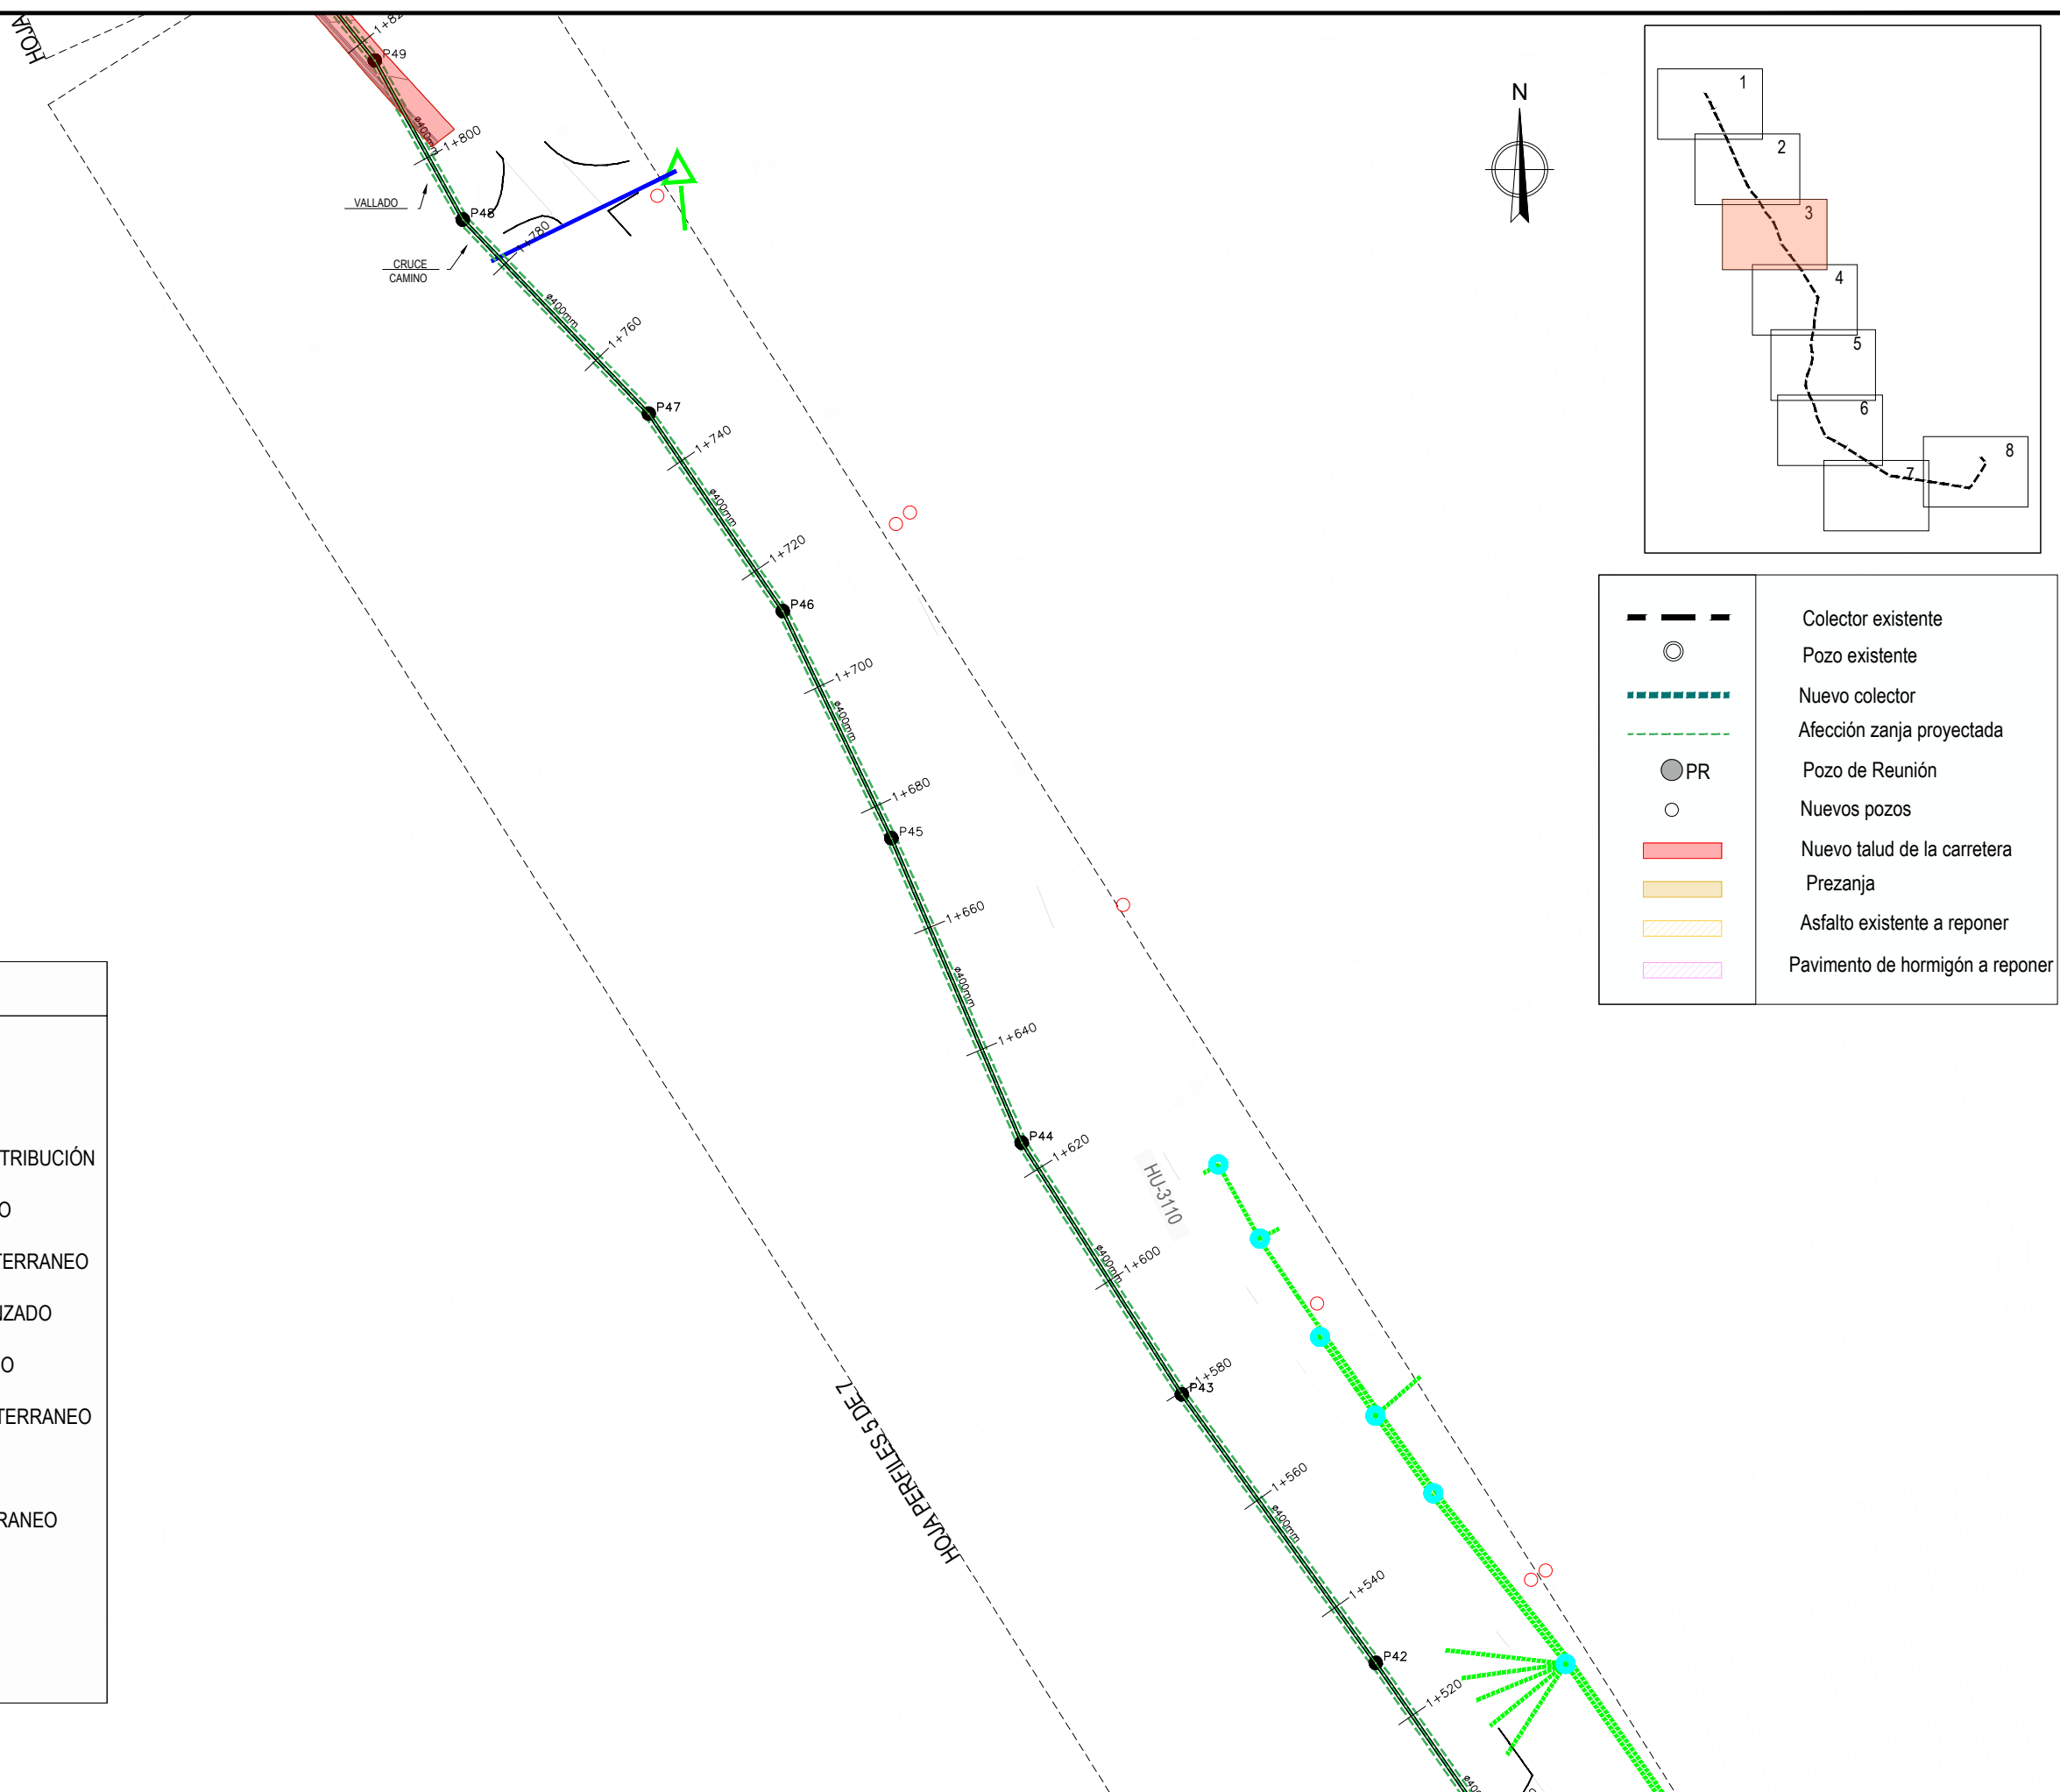 HOJA
1+82
P49
ø400mm
1+800
VALLADO
P48
1+780
CRUCE
CAMINO
ø400mm
1+760
P47
1+740
ø400mm
1+720
P46
1+700
ø400mm
1+680
P45
1+660
ø400mm
1+640
P44
1+620
HU-3110
ø400mm
1+600
1+580
P43
HOJA PERFILES 5 DE 7
1+560
ø400mm
1+540
P42
1+520
ø400
N
1
2
3
4
5
6
7
8
Colector existente
Pozo existente
Nuevo colector
Afección zanja proyectada
PR
Pozo de Reunión
Nuevos pozos
Nuevo talud de la carretera
Prezanja
Asfalto existente a reponer
Pavimento de hormigón a reponer
TRIBUCIÓN
O
TERRANEO
NZADO
O
TERRANEO
RANEO